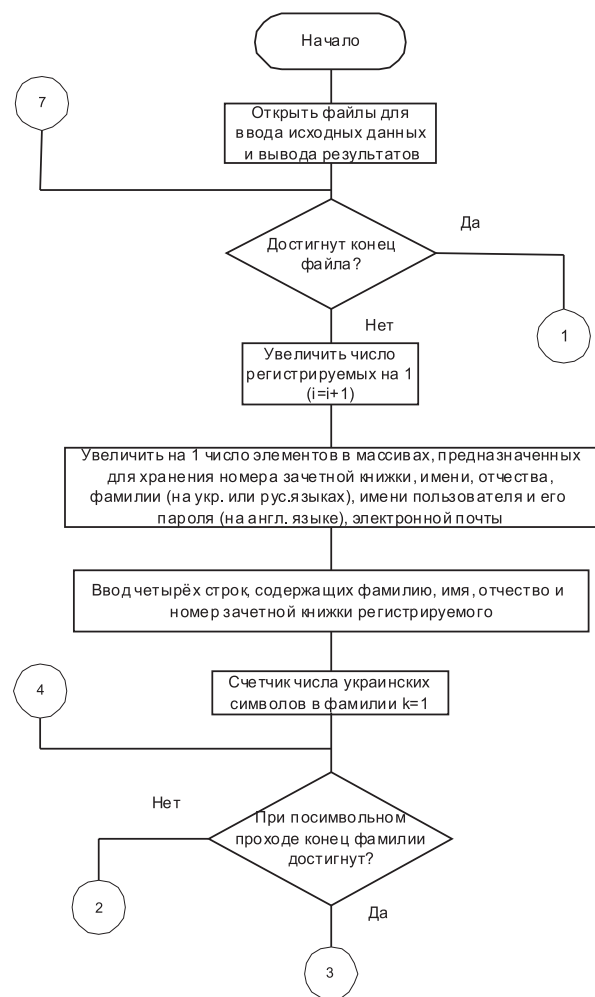 Начало
7
Открыть файлы для
ввода исходных данных
и вывода результатов
Да
Достигнут конец
файла?
1
Нет
Увеличить число
регистрируемых на 1
(i=i+1)
Увеличить на 1 число элементов в массивах, предназначенных
для хранения номера зачетной книжки, имени, отчества,
фамилии (на укр. или рус.языках), имени пользователя и его
пароля (на англ. языке), электронной почты
Ввод четырёх строк, содержащих фамилию, имя, отчество и
номер зачетной книжки регистрируемого
4
Счетчик числа украинских
символов в фамилии k=1
Нет
При посимвольном
проходе конец фамилии
достигнут?
2
Да
3